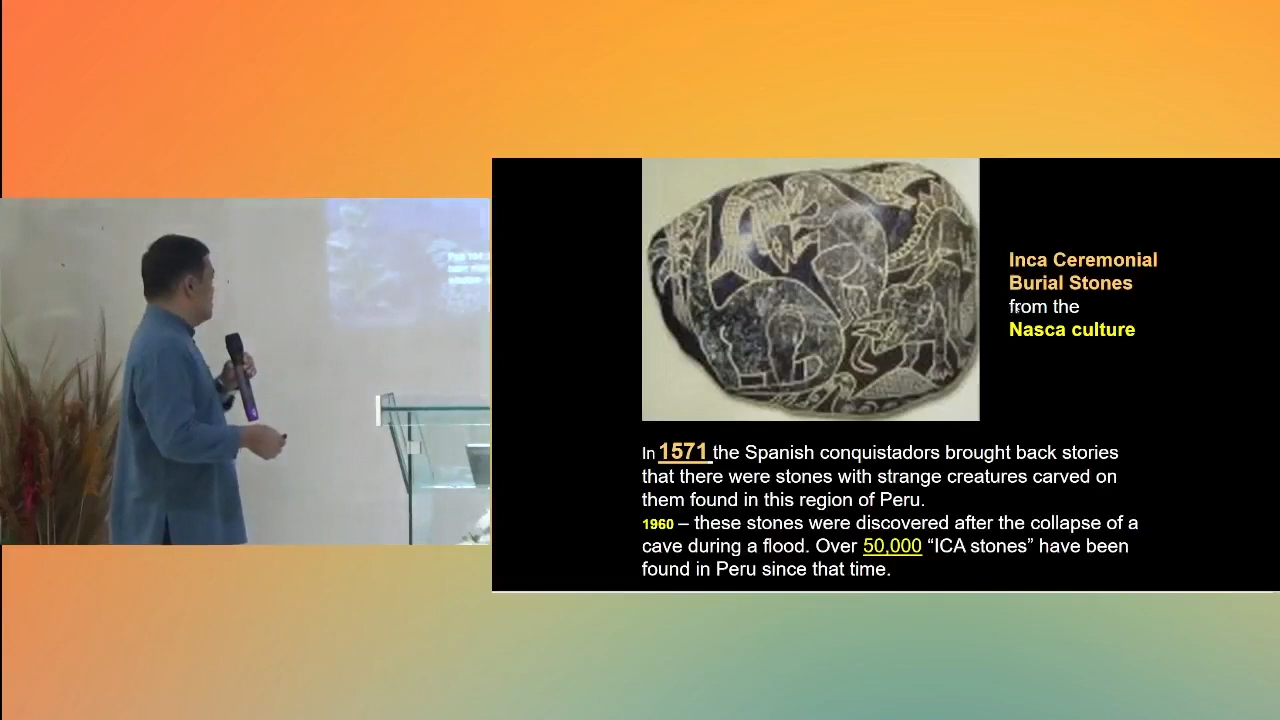 Inca Ceremonial
Burial Stones
from the
Nasca culture
In 1571 the Spanish conquistadors brought back stories
that there were stones with strange creatures carved on
them found in this region of Peru.
1960 – these stones were discovered after the collapse of a
cave during a flood. Over 50,000 “ICA stones” have been
found in Peru since that time.